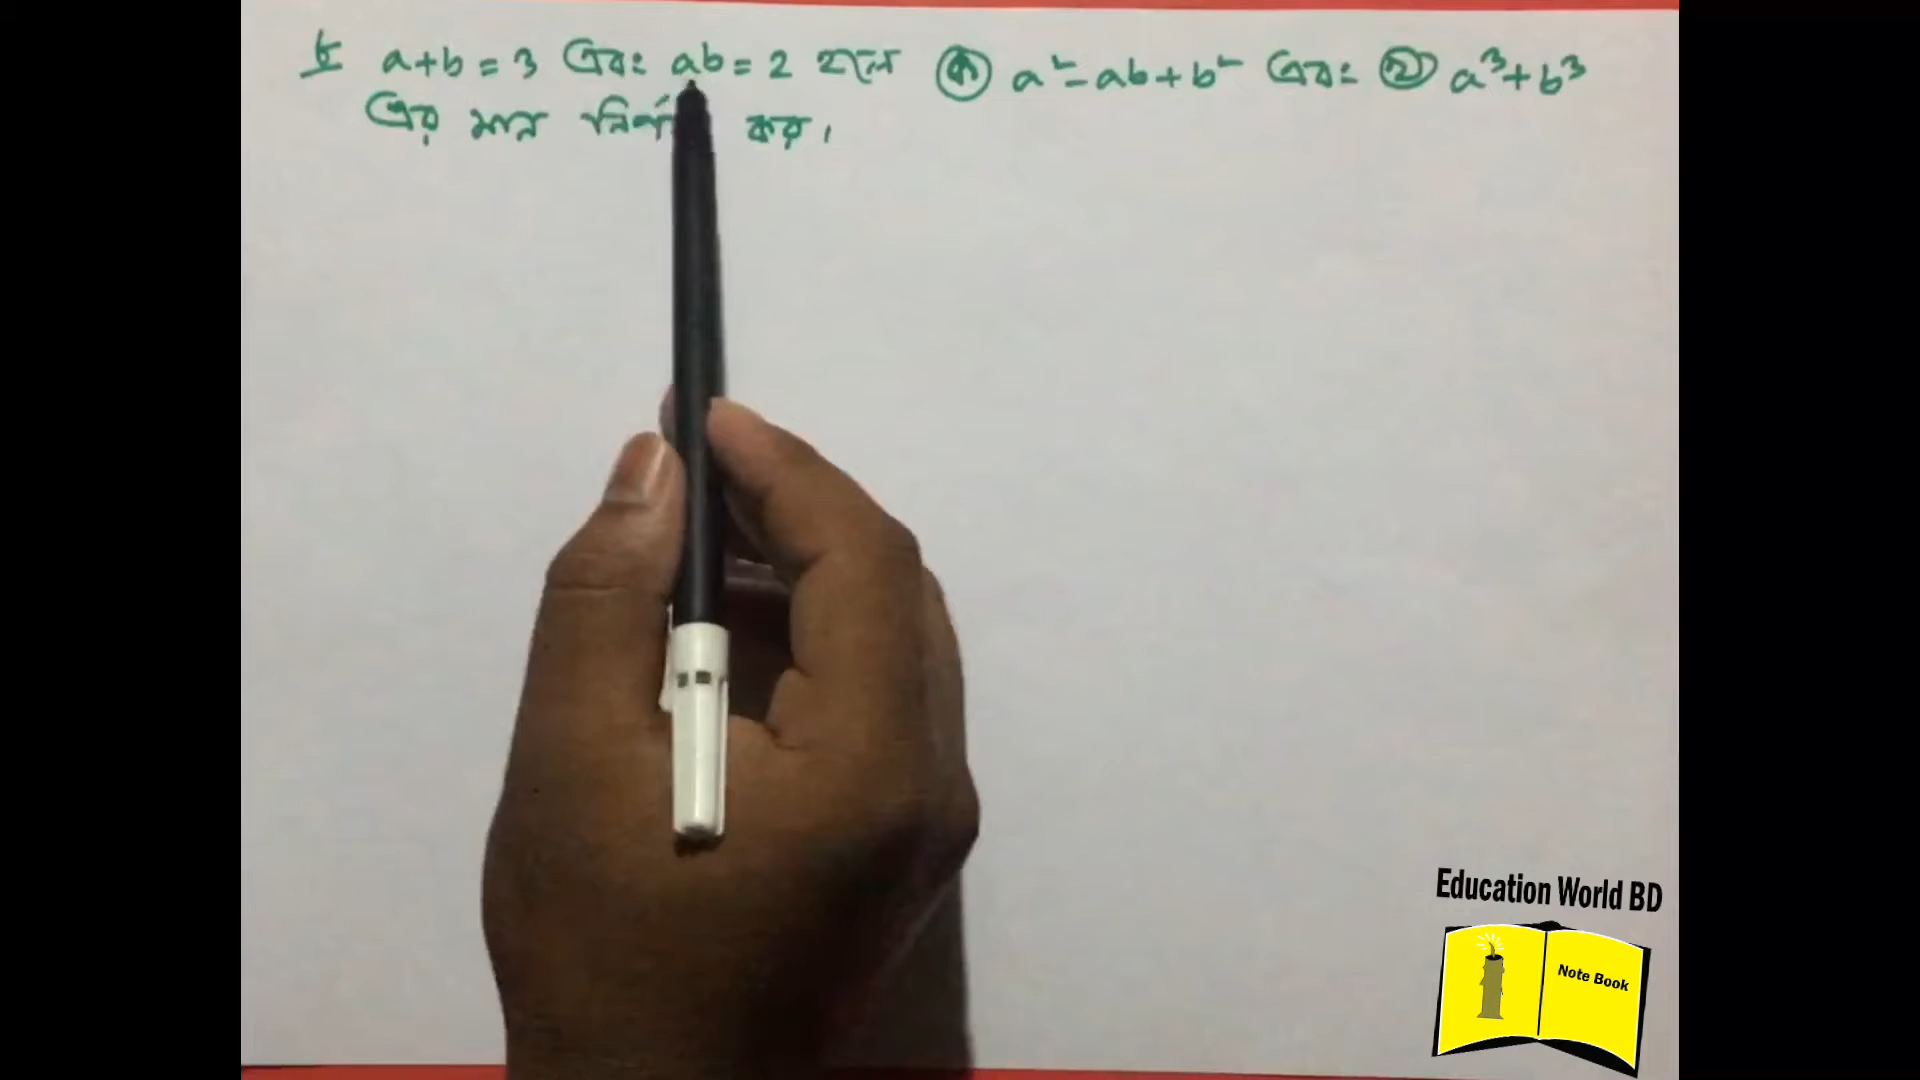 ৮ a+b = 3 এবং ab = 2 হলে (ক) a² - ab + b² এবং (খ) a³ + b³
এর মান কর।
Education World BD
Note Book